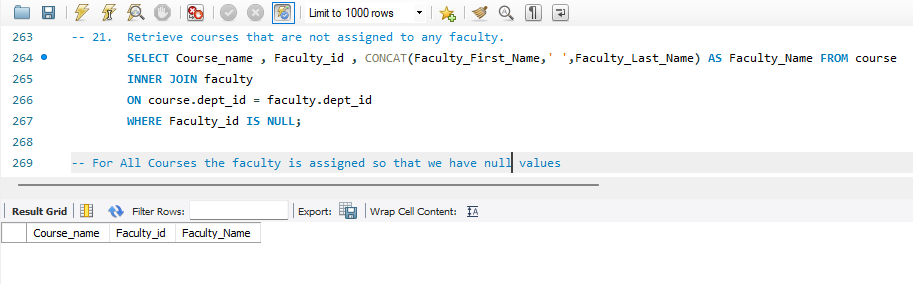 Limit to 1000 rows
263 -- 21. Retrieve courses that are not assigned to any faculty.
264 SELECT Course_name , Faculty_id , CONCAT(Faculty_First_Name,' ',Faculty_Last_Name) AS Faculty_Name FROM course
265 INNER JOIN faculty
266 ON course.dept_id = faculty.dept_id
267 WHERE Faculty_id IS NULL;
268
269 -- For All Courses the faculty is assigned so that we have null values
Result Grid Filter Rows: Export: Wrap Cell Content:
Course_name Faculty_id Faculty_Name